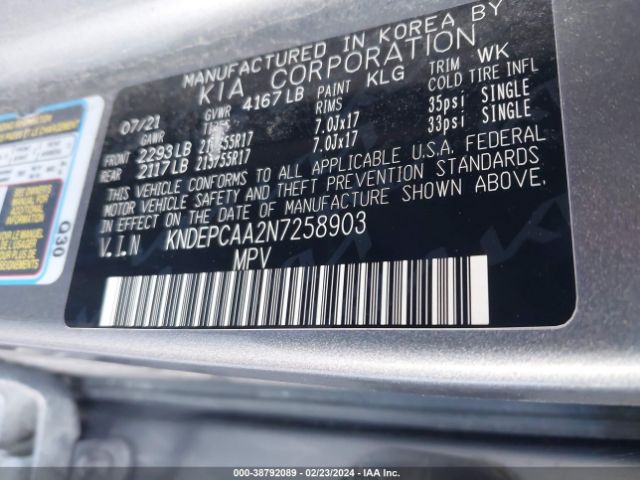 MANUFACTURED IN KOREA BY
KIA CORPORATION
07/21 GVWR 4167LB PAINT KLG TRIM WK
GAWR RIMS COLD TIRE INFL
FRONT 2293LB 7.0JX17 35psi SINGLE
REAR 2117LB 215/55R17 7.0JX17 33psi SINGLE
THIS VEHICLE CONFORMS TO ALL APPLICABLE U.S.A. FEDERAL
MOTOR VEHICLE SAFETY AND THEFT PREVENTION STANDARDS
IN EFFECT ON THE DATE OF MANUFACTURE SHOWN ABOVE.
V.I.N KNDEPCAA2N7258903
MPV
Q30
000-38792089 - 02/23/2024 - IAA Inc.